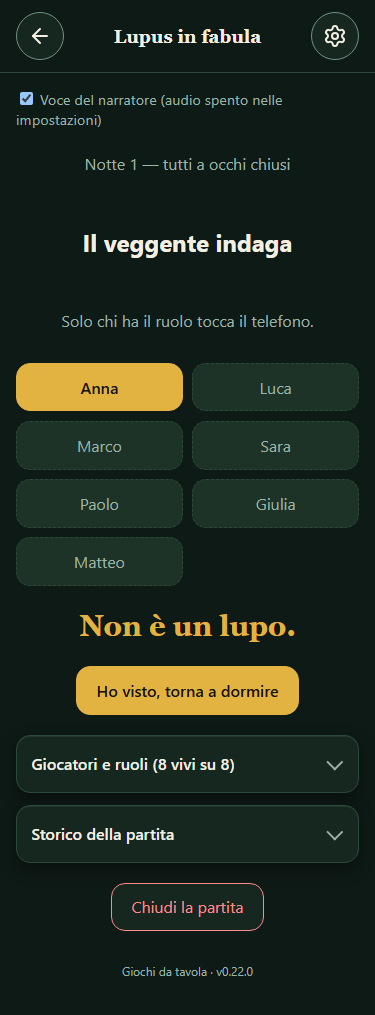 Lupus in fabula
Voce del narratore (audio spento nelle
impostazioni)
Notte 1 — tutti a occhi chiusi
Il veggente indaga
Solo chi ha il ruolo tocca il telefono.
Anna
Luca
Marco
Sara
Paolo
Giulia
Matteo
Non è un lupo.
Ho visto, torna a dormire
Giocatori e ruoli (8 vivi su 8)
Storico della partita
Chiudi la partita
Giochi da tavola · v0.22.0